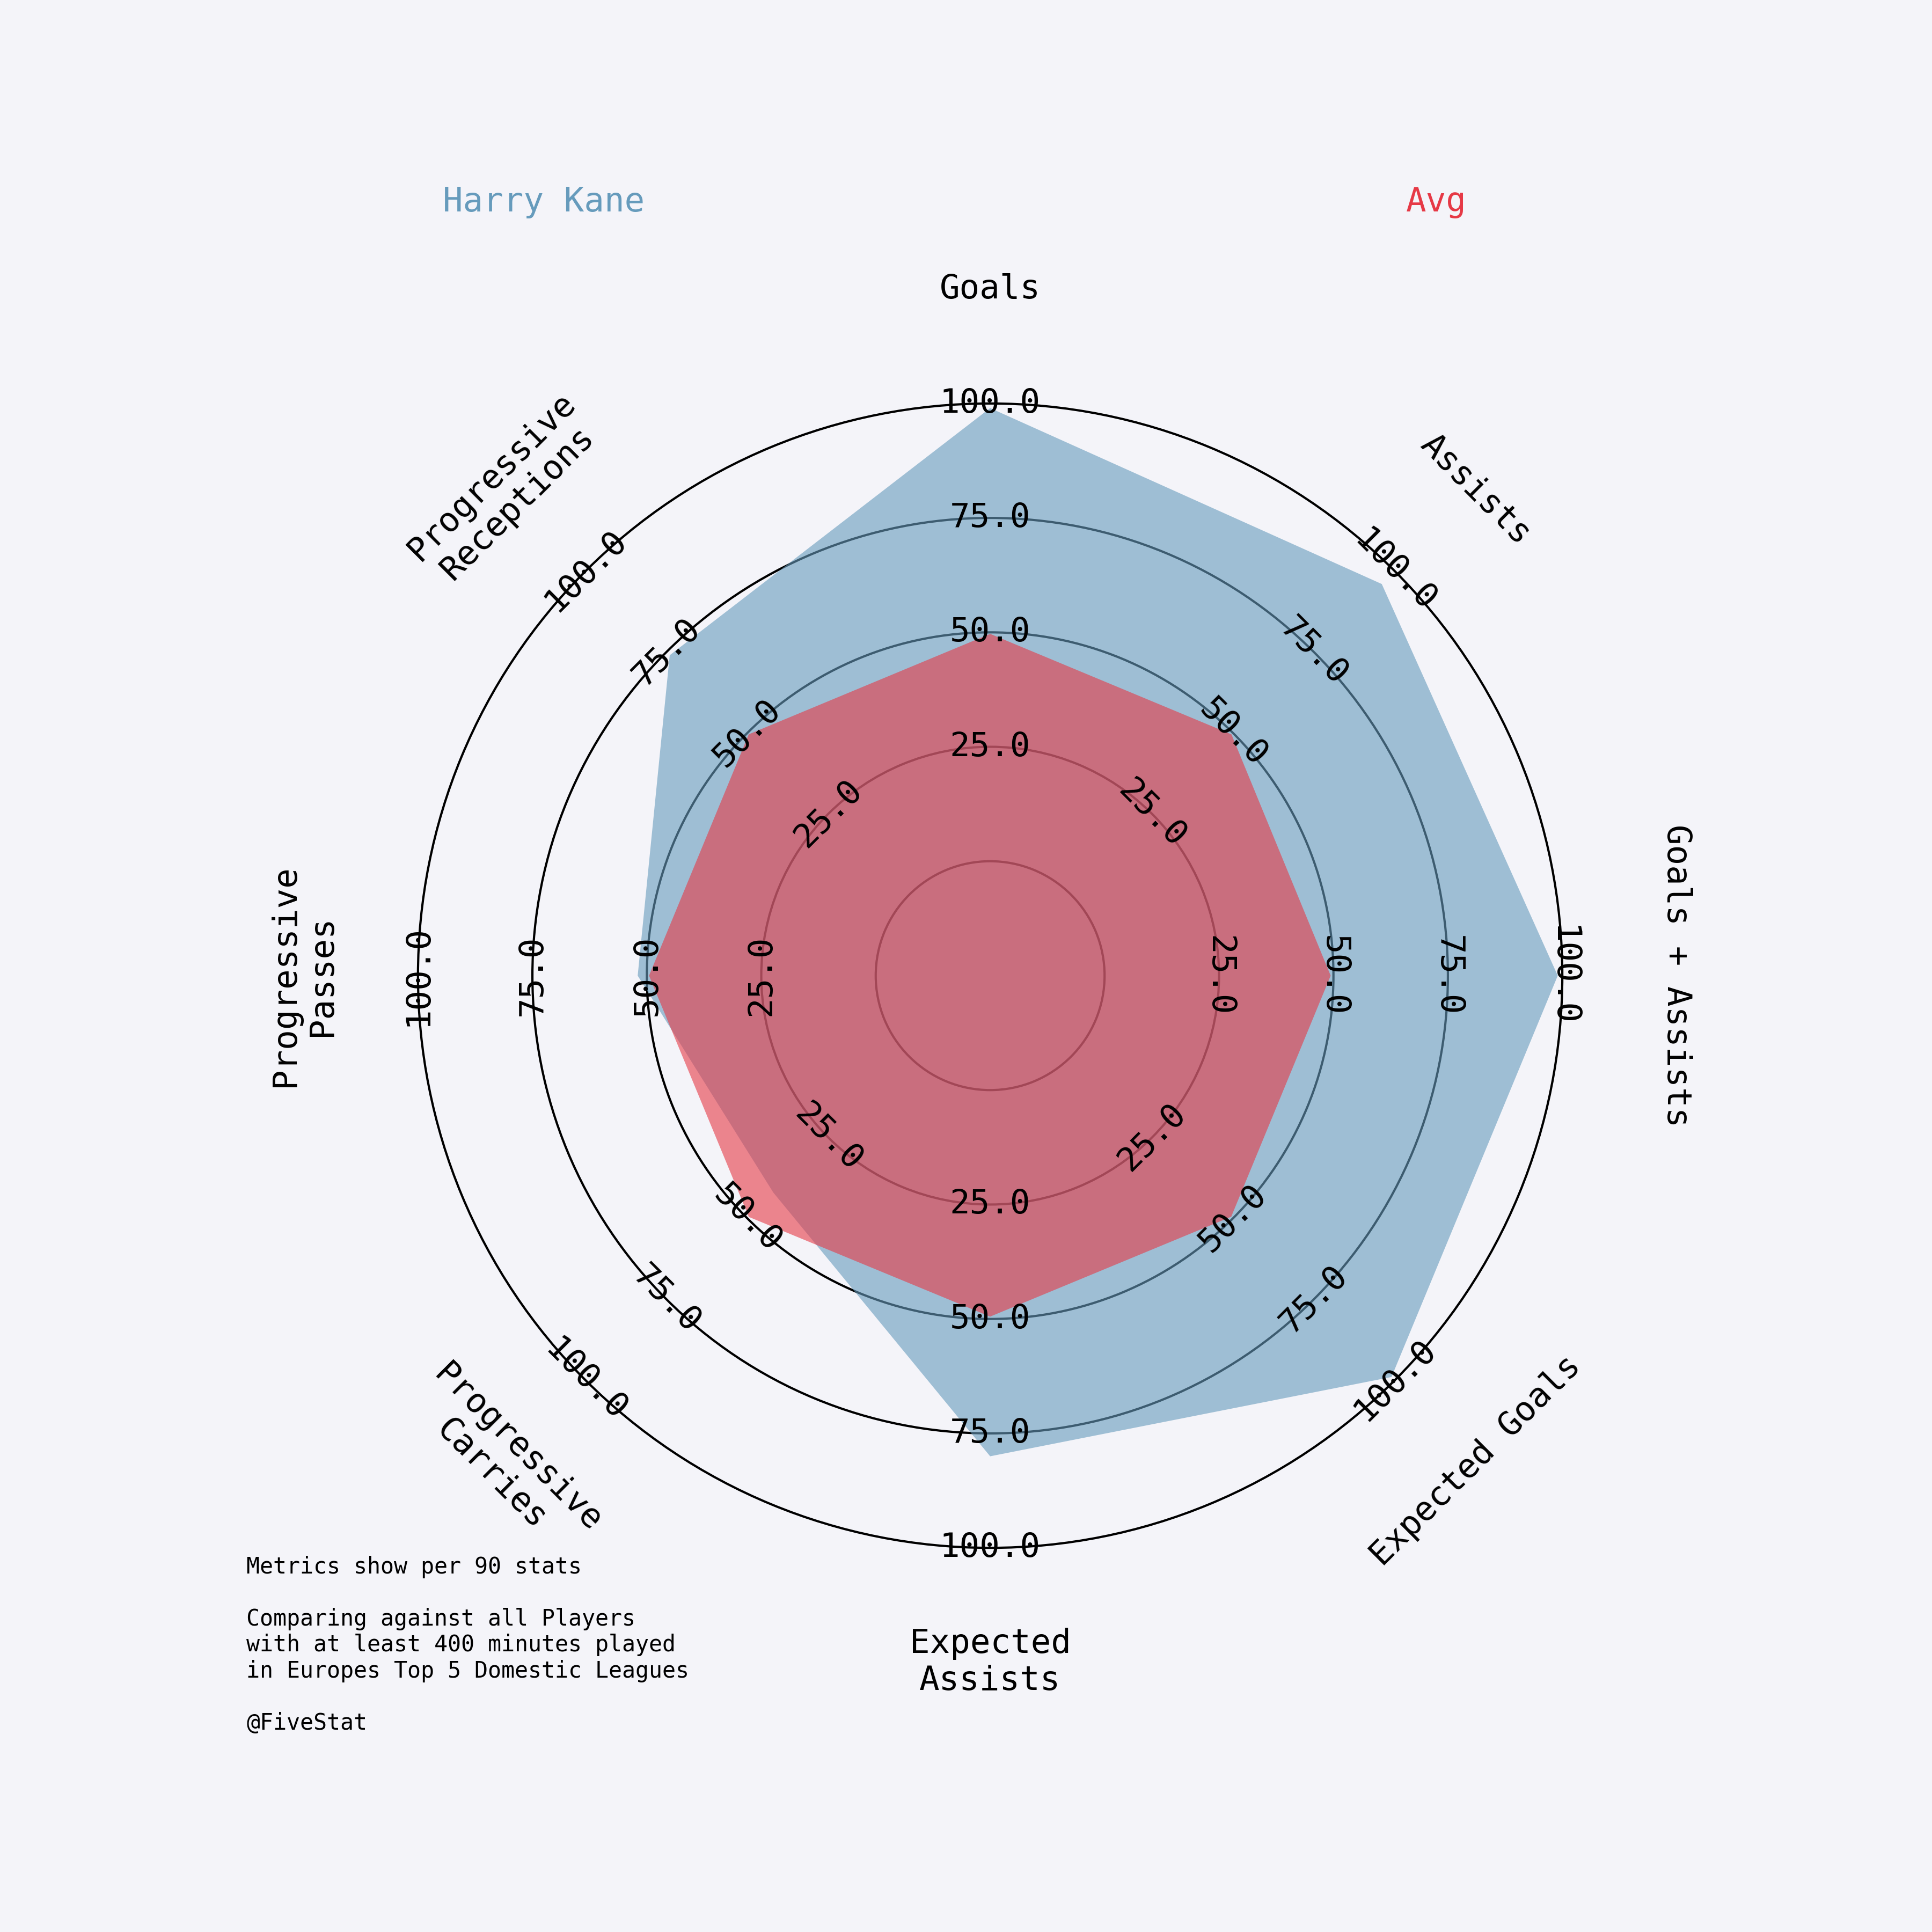 Harry Kane
Avg
Goals
Assists
Goals + Assists
Expected Goals
Expected
Assists
Progressive
Carries
Progressive
Passes
Progressive
Receptions
100.0
75.0
50.0
25.0
100.0
75.0
50.0
25.0
100.0
75.0
50.0
25.0
100.0
75.0
50.0
25.0
25.0
50.0
75.0
100.0
25.0
50.0
75.0
100.0
100.0
75.0
50.0
25.0
100.0
75.0
50.0
25.0
Metrics show per 90 stats
Comparing against all Players
with at least 400 minutes played
in Europes Top 5 Domestic Leagues
@FiveStat